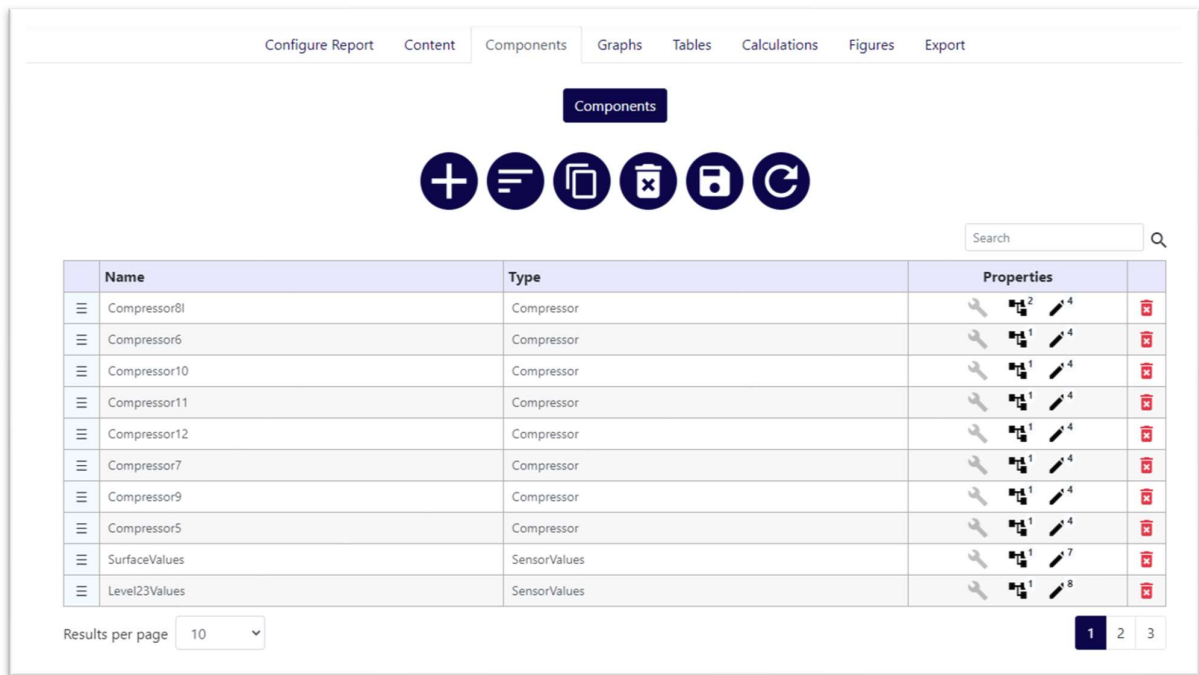 Configure Report Content Components Graphs Tables Calculations Figures Export
Components
Search
Name Type Properties
Compressor8I Compressor 2 4
Compressor6 Compressor 1 4
Compressor10 Compressor 1 4
Compressor11 Compressor 1 4
Compressor12 Compressor 1 4
Compressor7 Compressor 1 4
Compressor9 Compressor 1 4
Compressor5 Compressor 1 4
SurfaceValues SensorValues 1 7
Level23Values SensorValues 1 8
Results per page 10 1 2 3